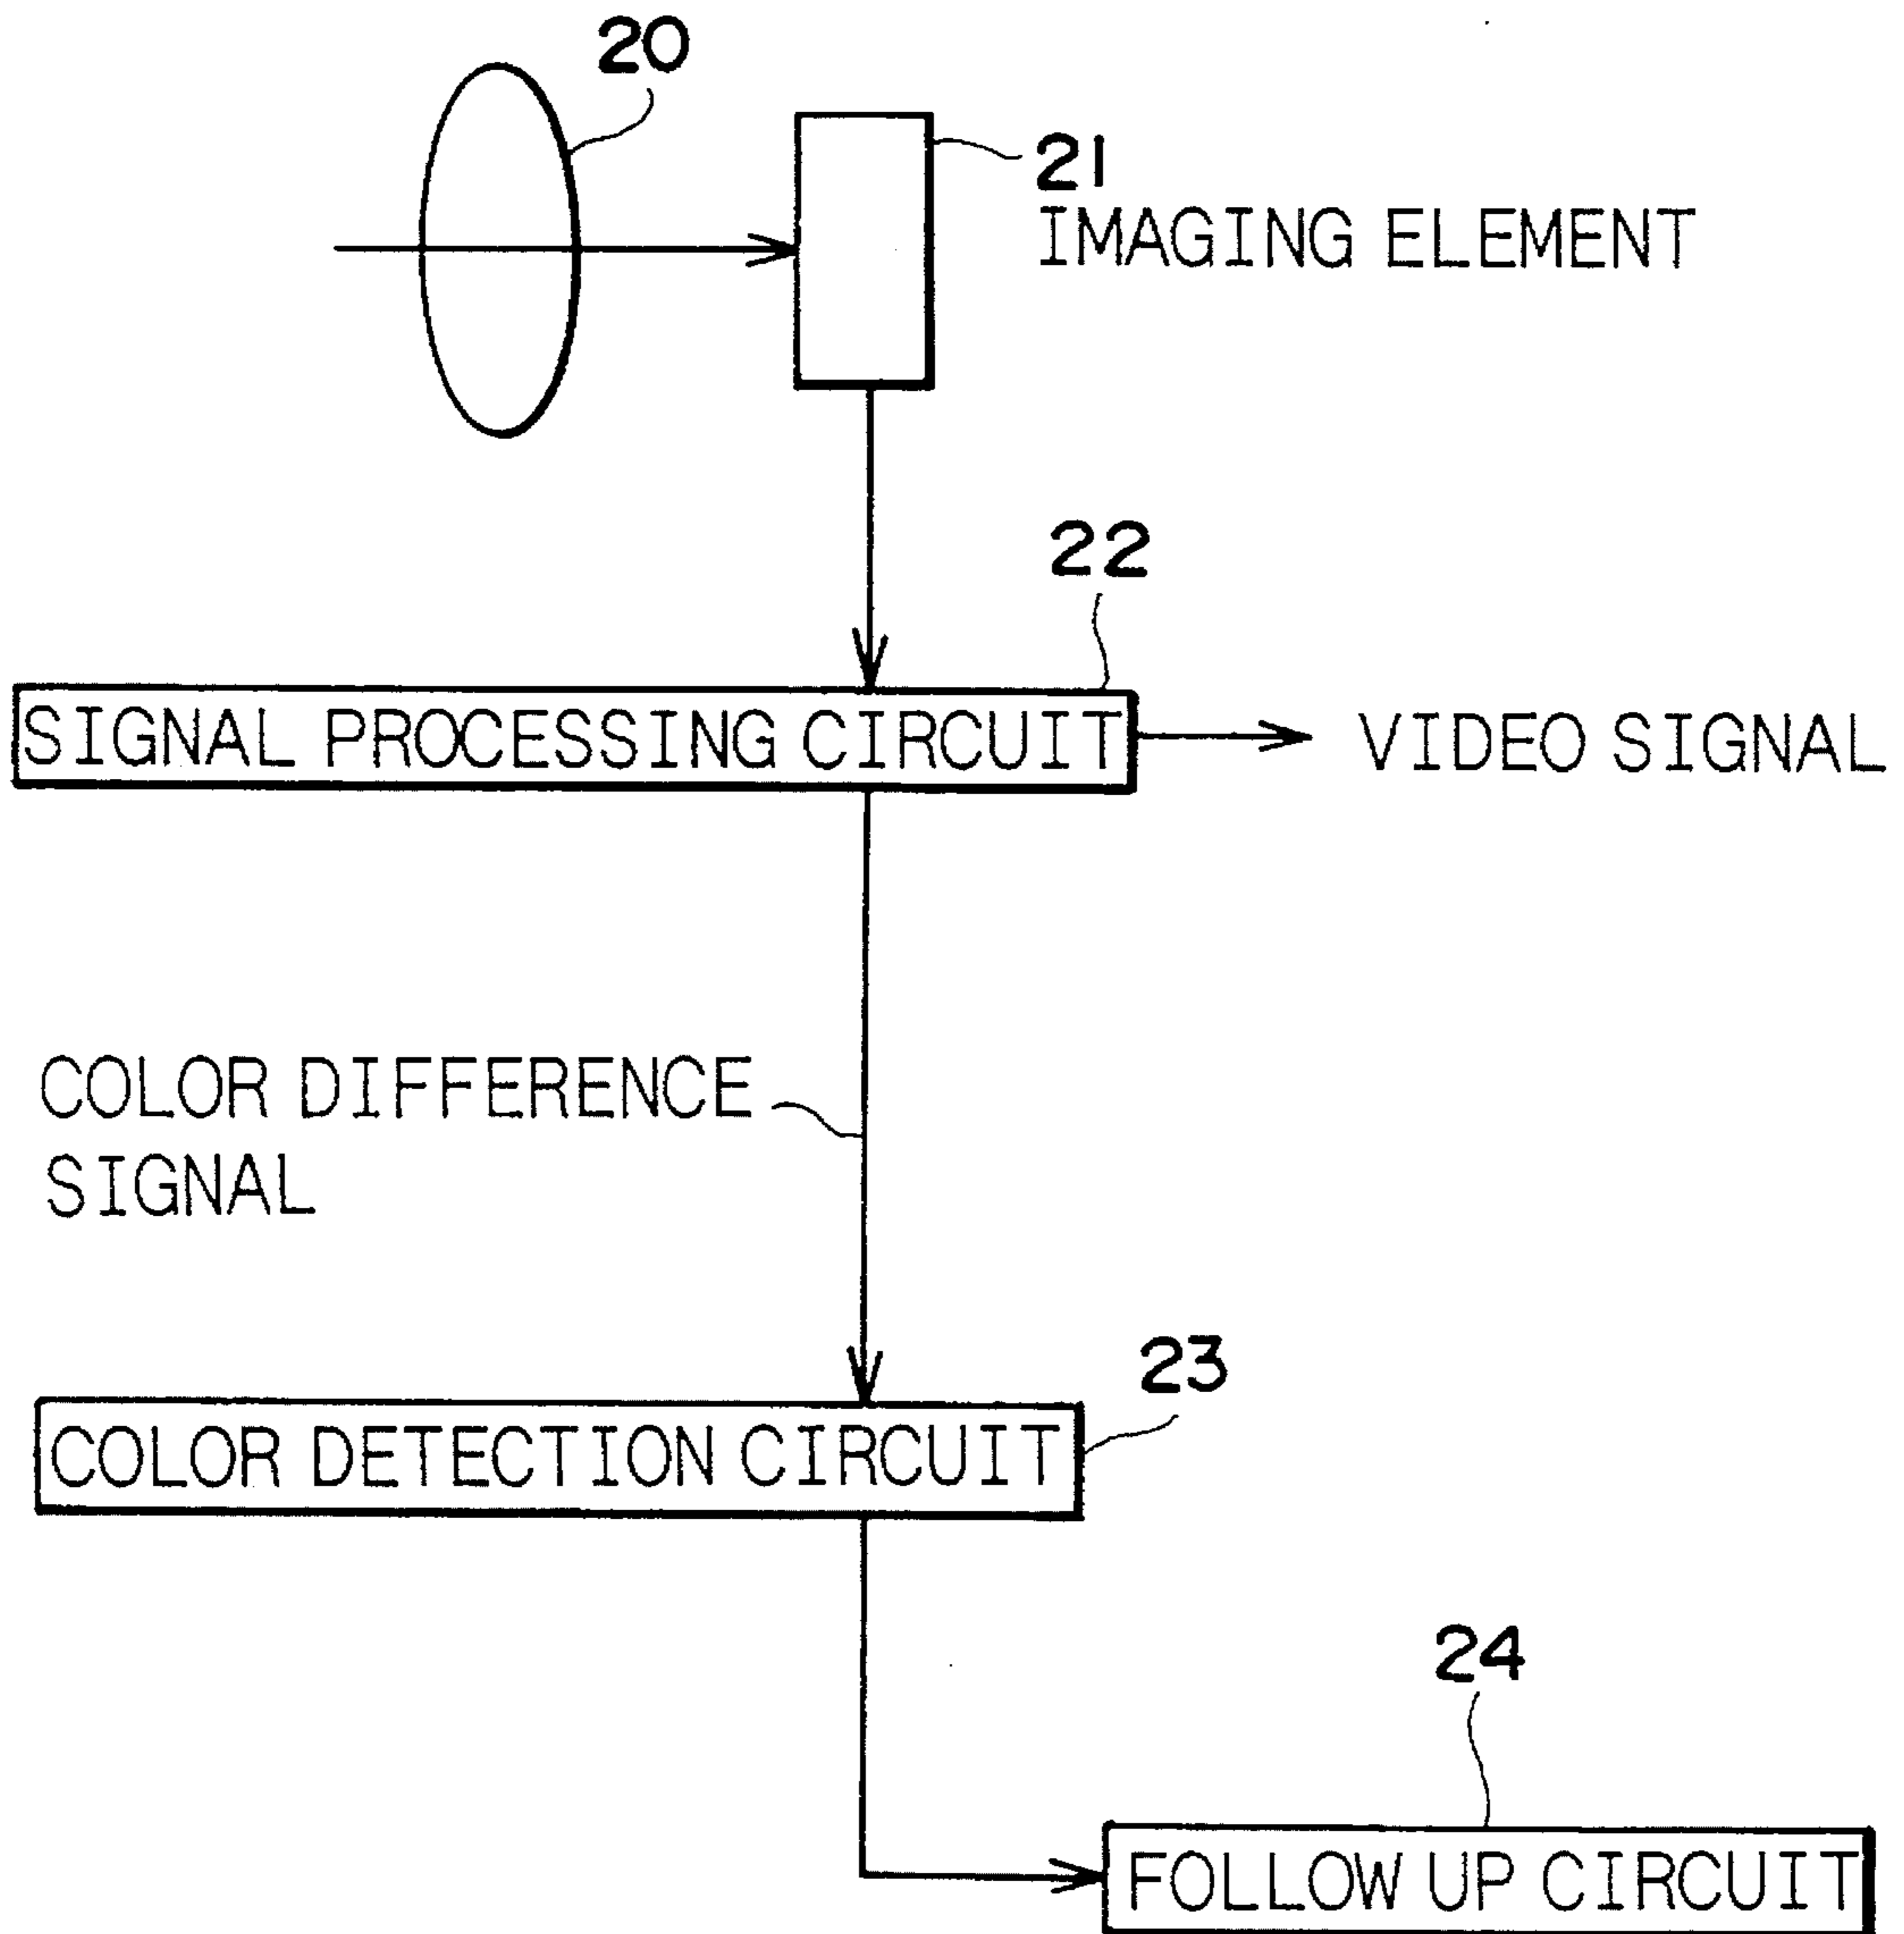 20
21
IMAGING ELEMENT
22
SIGNAL PROCESSING CIRCUIT
VIDEO SIGNAL
COLOR DIFFERENCE
SIGNAL
23
COLOR DETECTION CIRCUIT
24
FOLLOW UP CIRCUIT